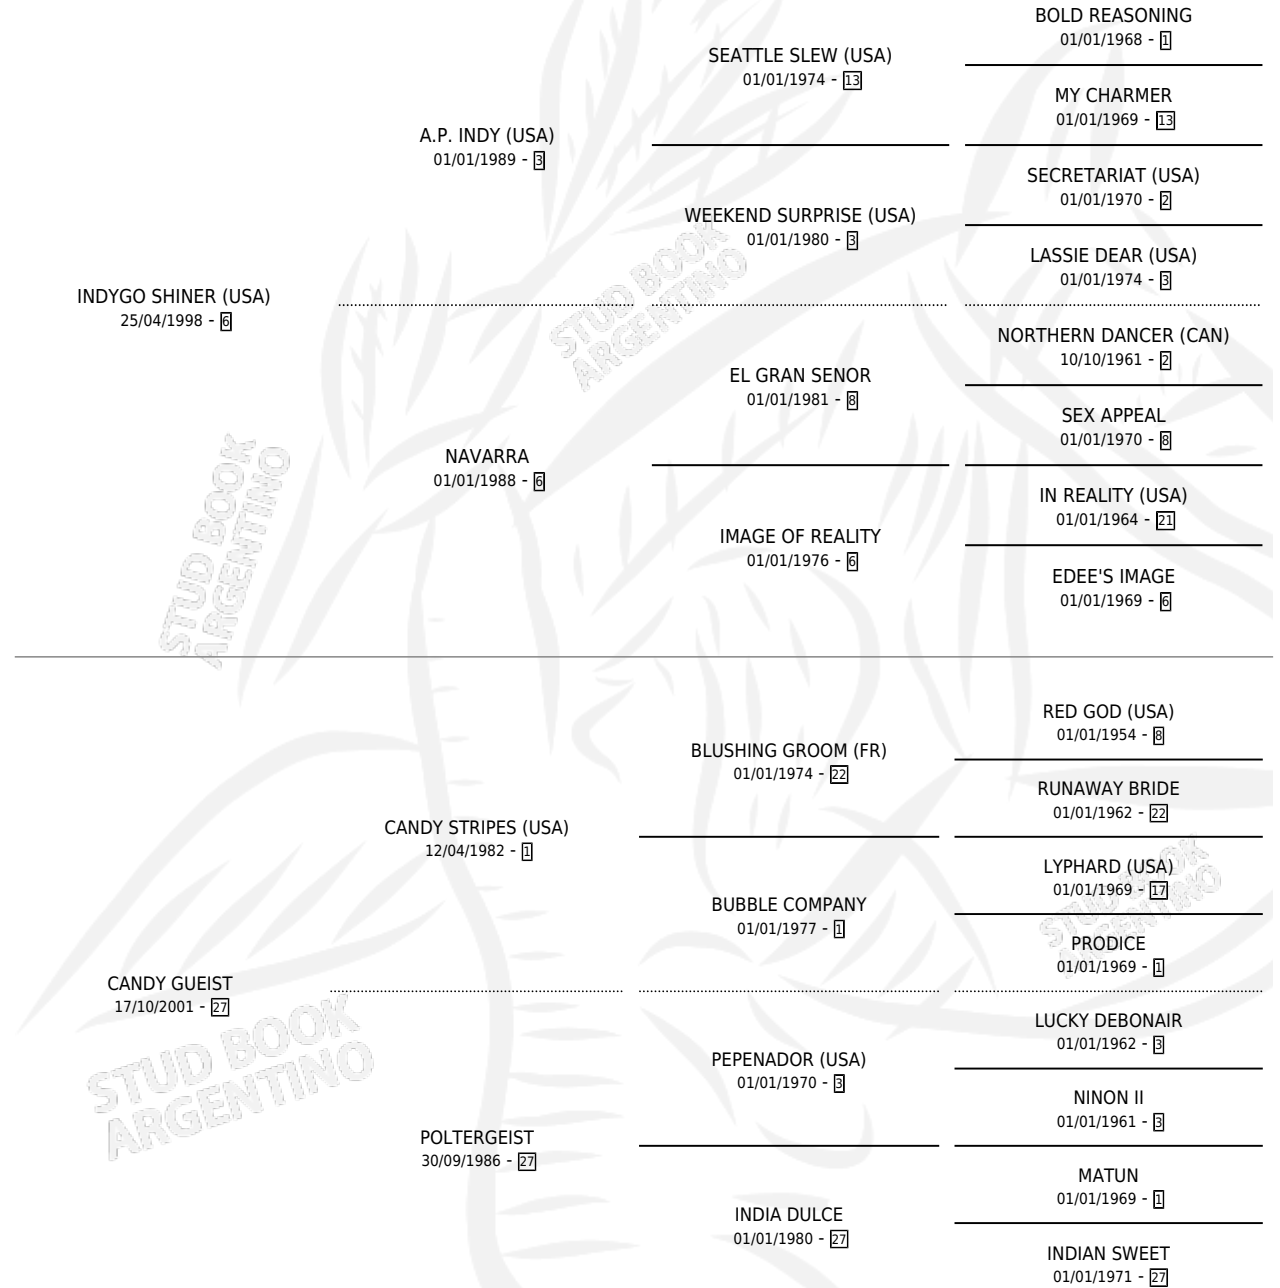 BOLD REASONING
01/01/1968 - 1
SEATTLE SLEW (USA)
01/01/1974 - 13
MY CHARMER
01/01/1969 - 13
A.P. INDY (USA)
01/01/1989 - 3
SECRETARIAT (USA)
01/01/1970 - 2
WEEKEND SURPRISE (USA)
01/01/1980 - 3
LASSIE DEAR (USA)
01/01/1974 - 3
INDYGO SHINER (USA)
25/04/1998 - 6
NORTHERN DANCER (CAN)
10/10/1961 - 2
EL GRAN SENOR
01/01/1981 - 8
SEX APPEAL
01/01/1970 - 8
NAVARRA
01/01/1988 - 6
IN REALITY (USA)
01/01/1964 - 21
IMAGE OF REALITY
01/01/1976 - 6
EDEE'S IMAGE
01/01/1969 - 6
RED GOD (USA)
01/01/1954 - 8
BLUSHING GROOM (FR)
01/01/1974 - 22
RUNAWAY BRIDE
01/01/1962 - 22
CANDY STRIPES (USA)
12/04/1982 - 1
LYPHARD (USA)
01/01/1969 - 17
BUBBLE COMPANY
01/01/1977 - 1
PRODICE
01/01/1969 - 1
CANDY GUEIST
17/10/2001 - 27
LUCKY DEBONAIR
01/01/1962 - 3
PEPENADOR (USA)
01/01/1970 - 3
NINON II
01/01/1961 - 3
POLTERGEIST
30/09/1986 - 27
MATUN
01/01/1969 - 1
INDIA DULCE
01/01/1980 - 27
INDIAN SWEET
01/01/1971 - 27
STUD BOOK
ARGENTINO
STUD BOOK
ARGENTINO
STUD BOOK
ARGENTINO
STUD BOOK
ARGENTINO